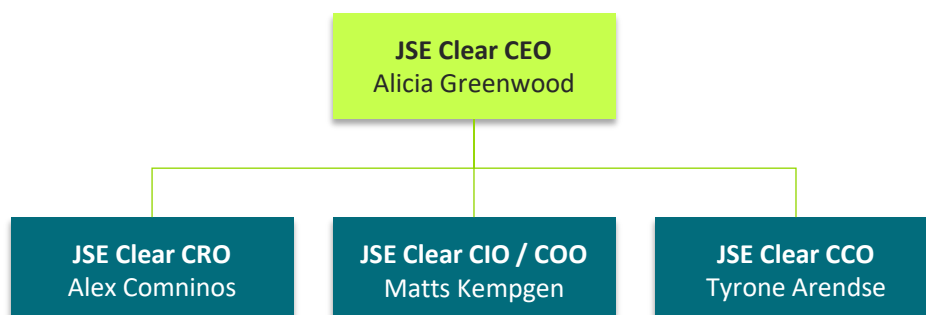 JSE Clear CEO
Alicia Greenwood
JSE Clear CRO
Alex Comninos
JSE Clear CIO / COO
Matts Kempgen
JSE Clear CCO
Tyrone Arendse